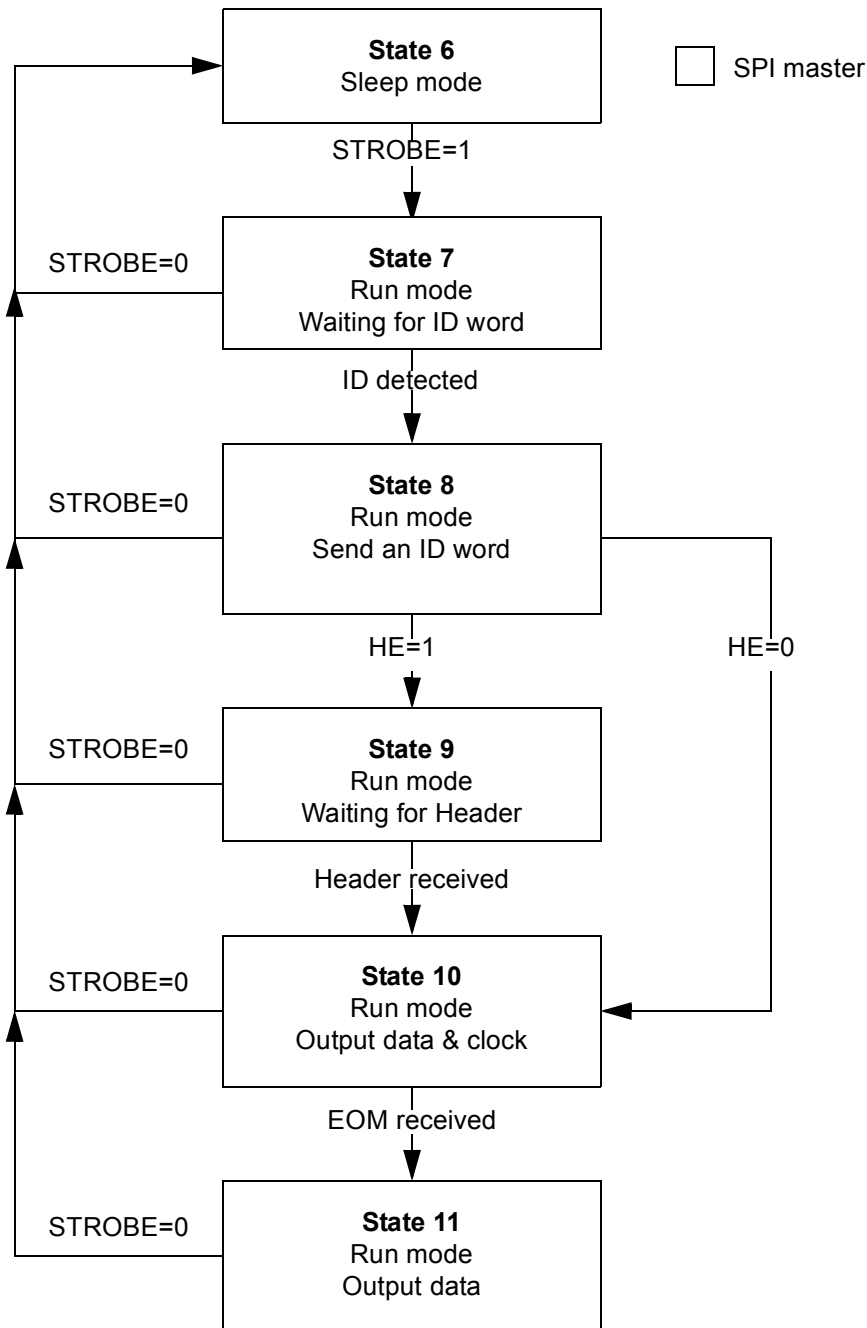 State 6
Sleep mode
SPI master
STROBE=1
State 7
Run mode
Waiting for ID word
STROBE=0
ID detected
State 8
Run mode
Send an ID word
STROBE=0
HE=1
HE=0
State 9
Run mode
Waiting for Header
STROBE=0
Header received
State 10
Run mode
Output data & clock
STROBE=0
EOM received
State 11
Run mode
Output data
STROBE=0